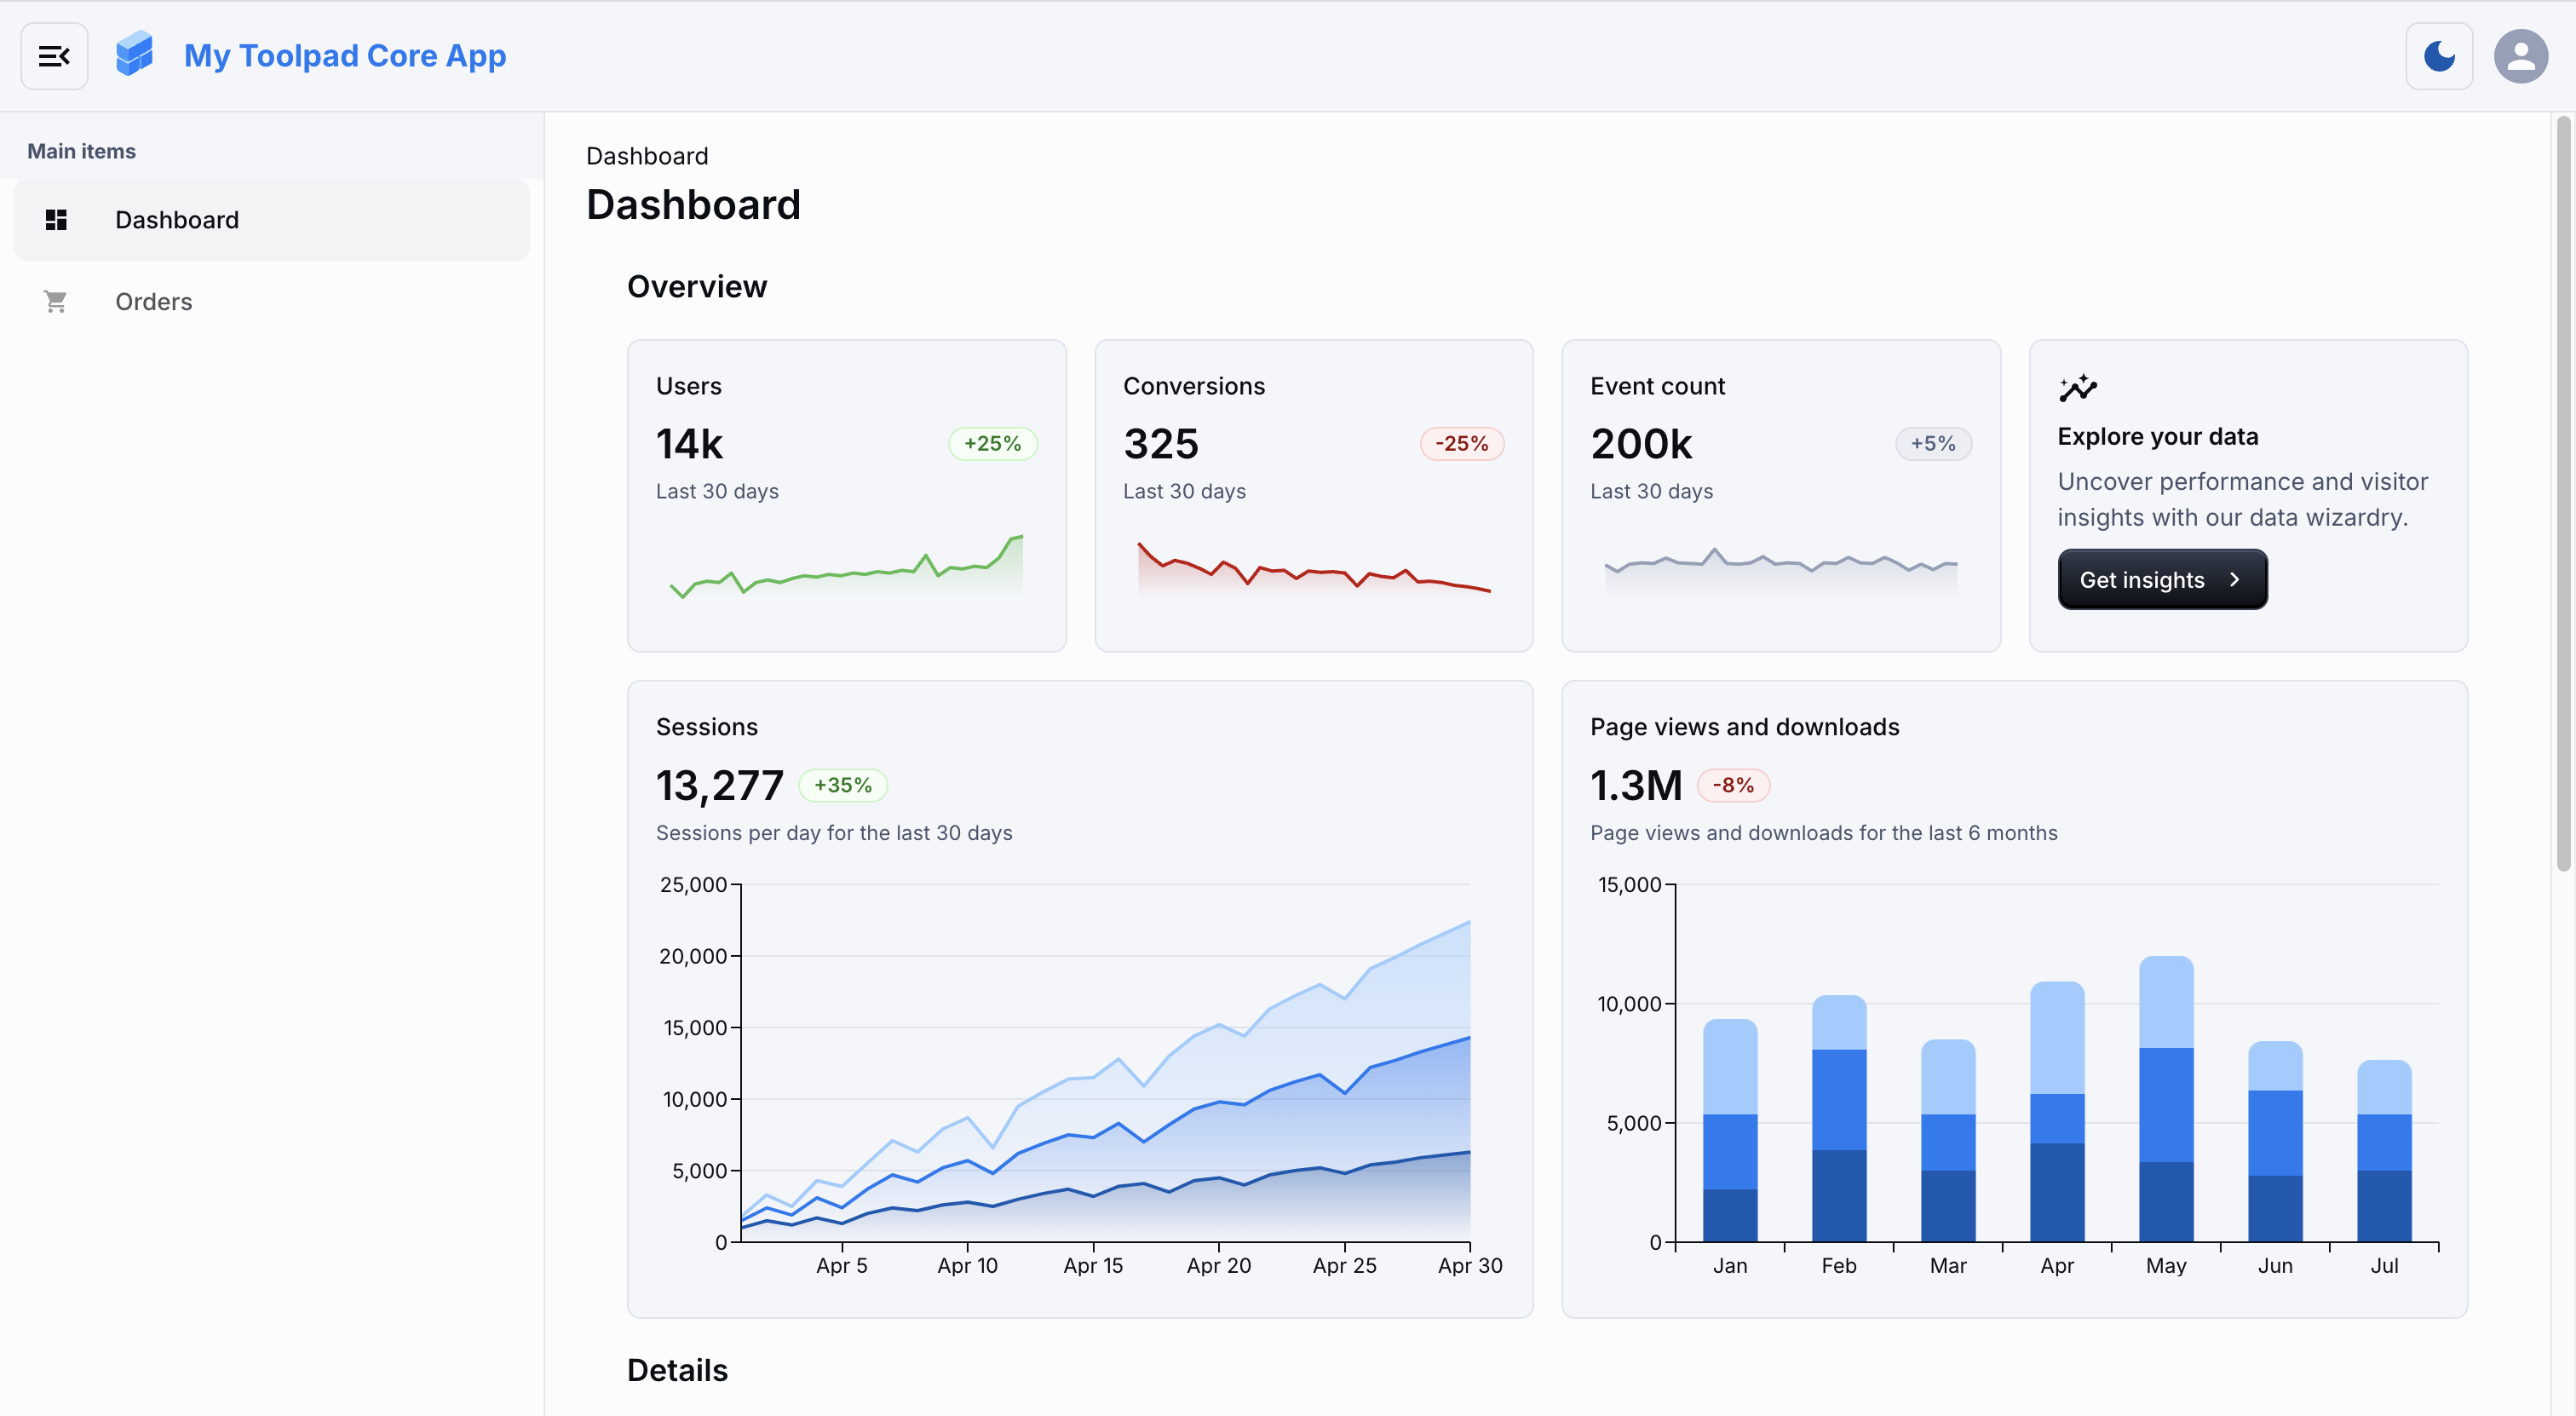 My Toolpad Core App
Main items
Dashboard
Orders
Dashboard
Dashboard
Overview
Users
14k
+25%
Last 30 days
Conversions
325
-25%
Last 30 days
Event count
200k
+5%
Last 30 days
Explore your data
Uncover performance and visitor
insights with our data wizardry.
Get insights
Sessions
13,277
+35%
Sessions per day for the last 30 days
25,000
20,000
15,000
10,000
5,000
0
Apr 5
Apr 10
Apr 15
Apr 20
Apr 25
Apr 30
Page views and downloads
1.3M
-8%
Page views and downloads for the last 6 months
15,000
10,000
5,000
0
Jan
Feb
Mar
Apr
May
Jun
Jul
Details